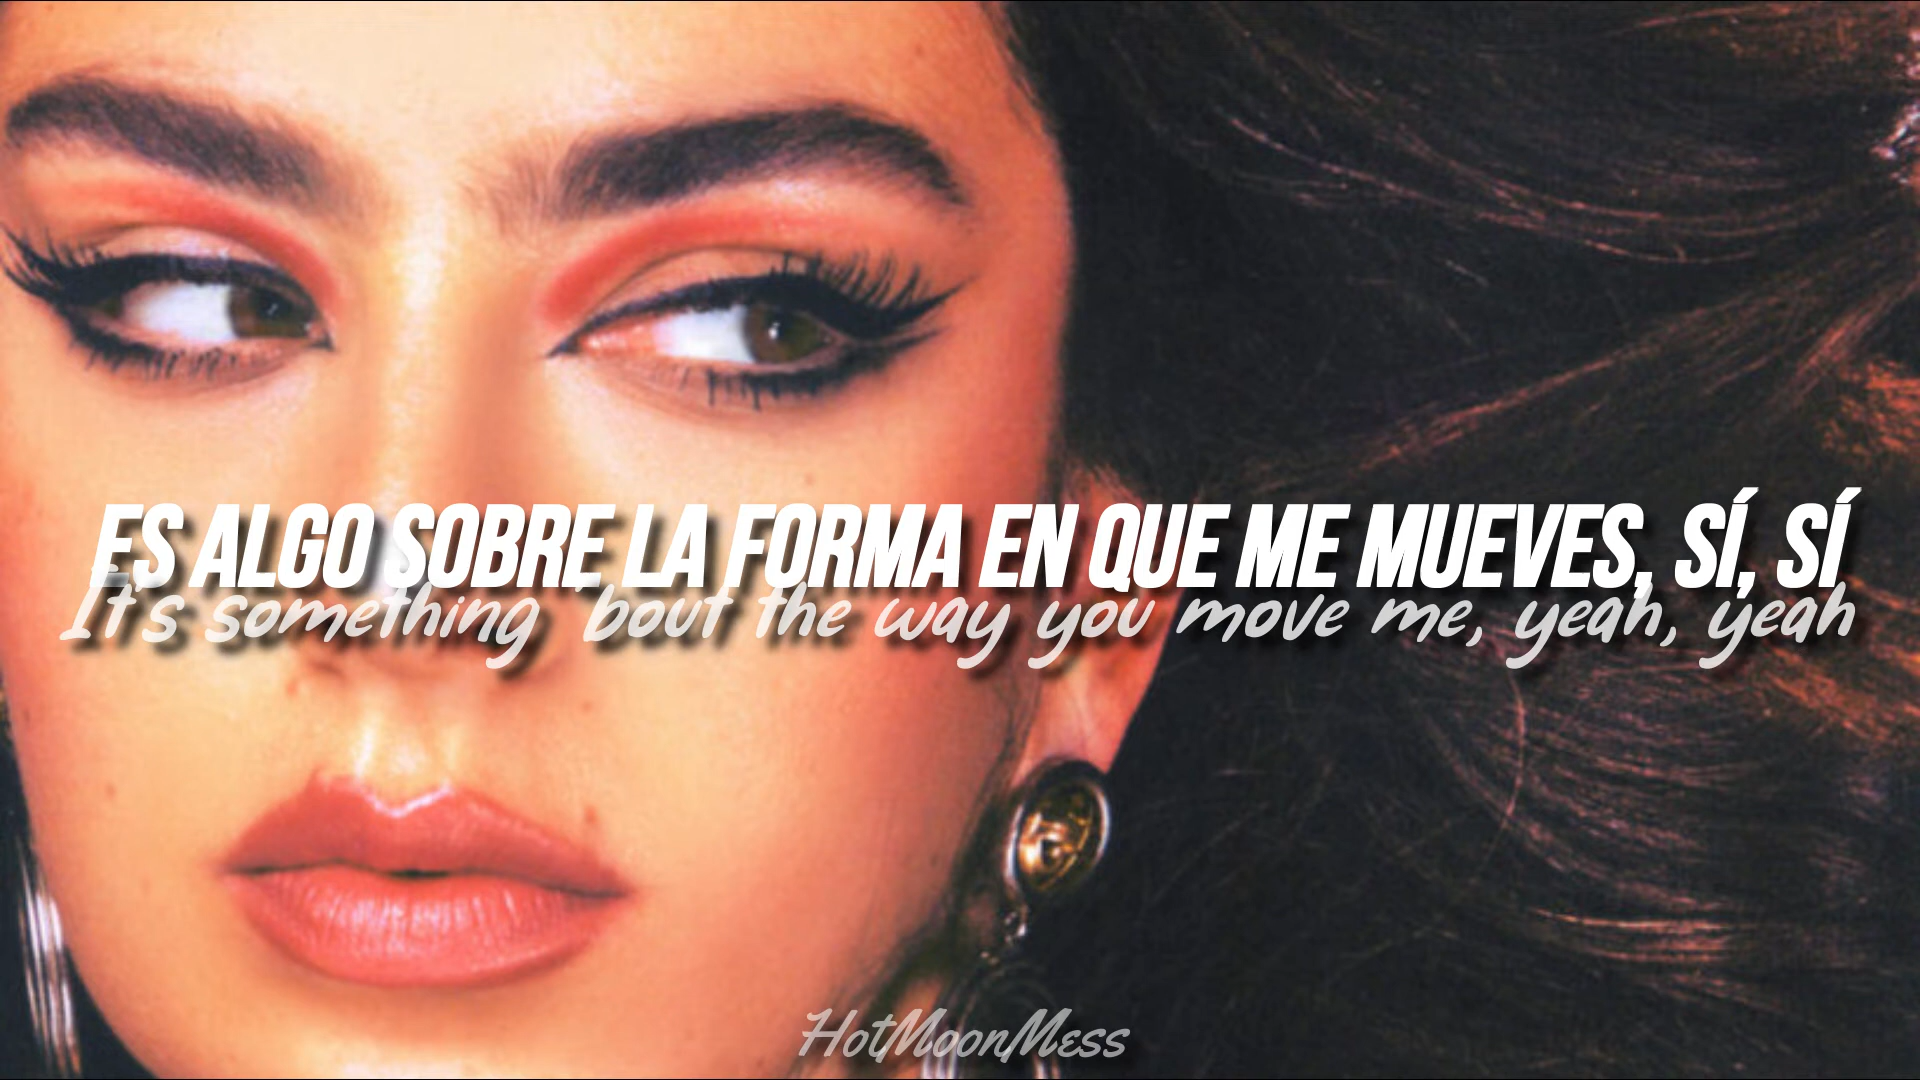 ES ALGO SOBRE LA FORMA EN QUE ME MUEVES, SÍ, SÍ
It's something 'bout the way you move me, yeah, yeah
HotMoonMess